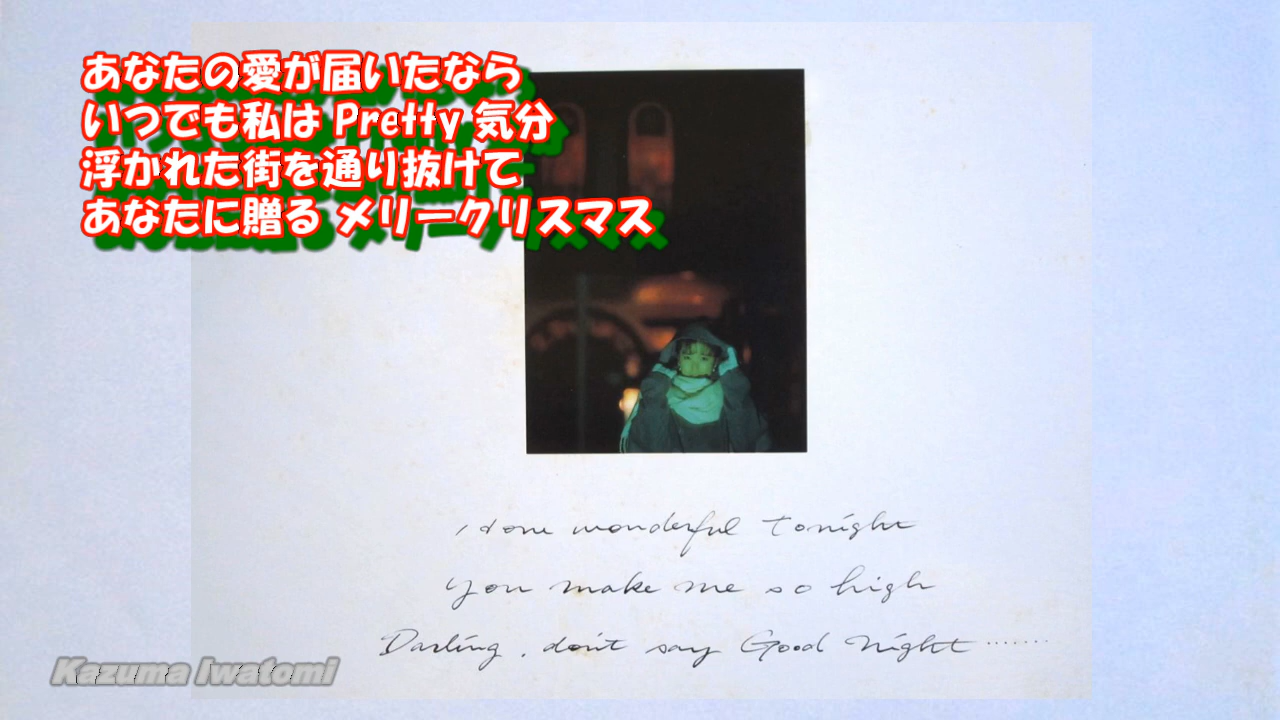 あなたの愛が届いたなら
いつでも私は Pretty 気分
浮かれた街を通り抜けて
あなたに贈る メリークリスマス
wonderful tonight
you make me so high
Darling, don't say Good Night .......
Kazuma Iwatomi